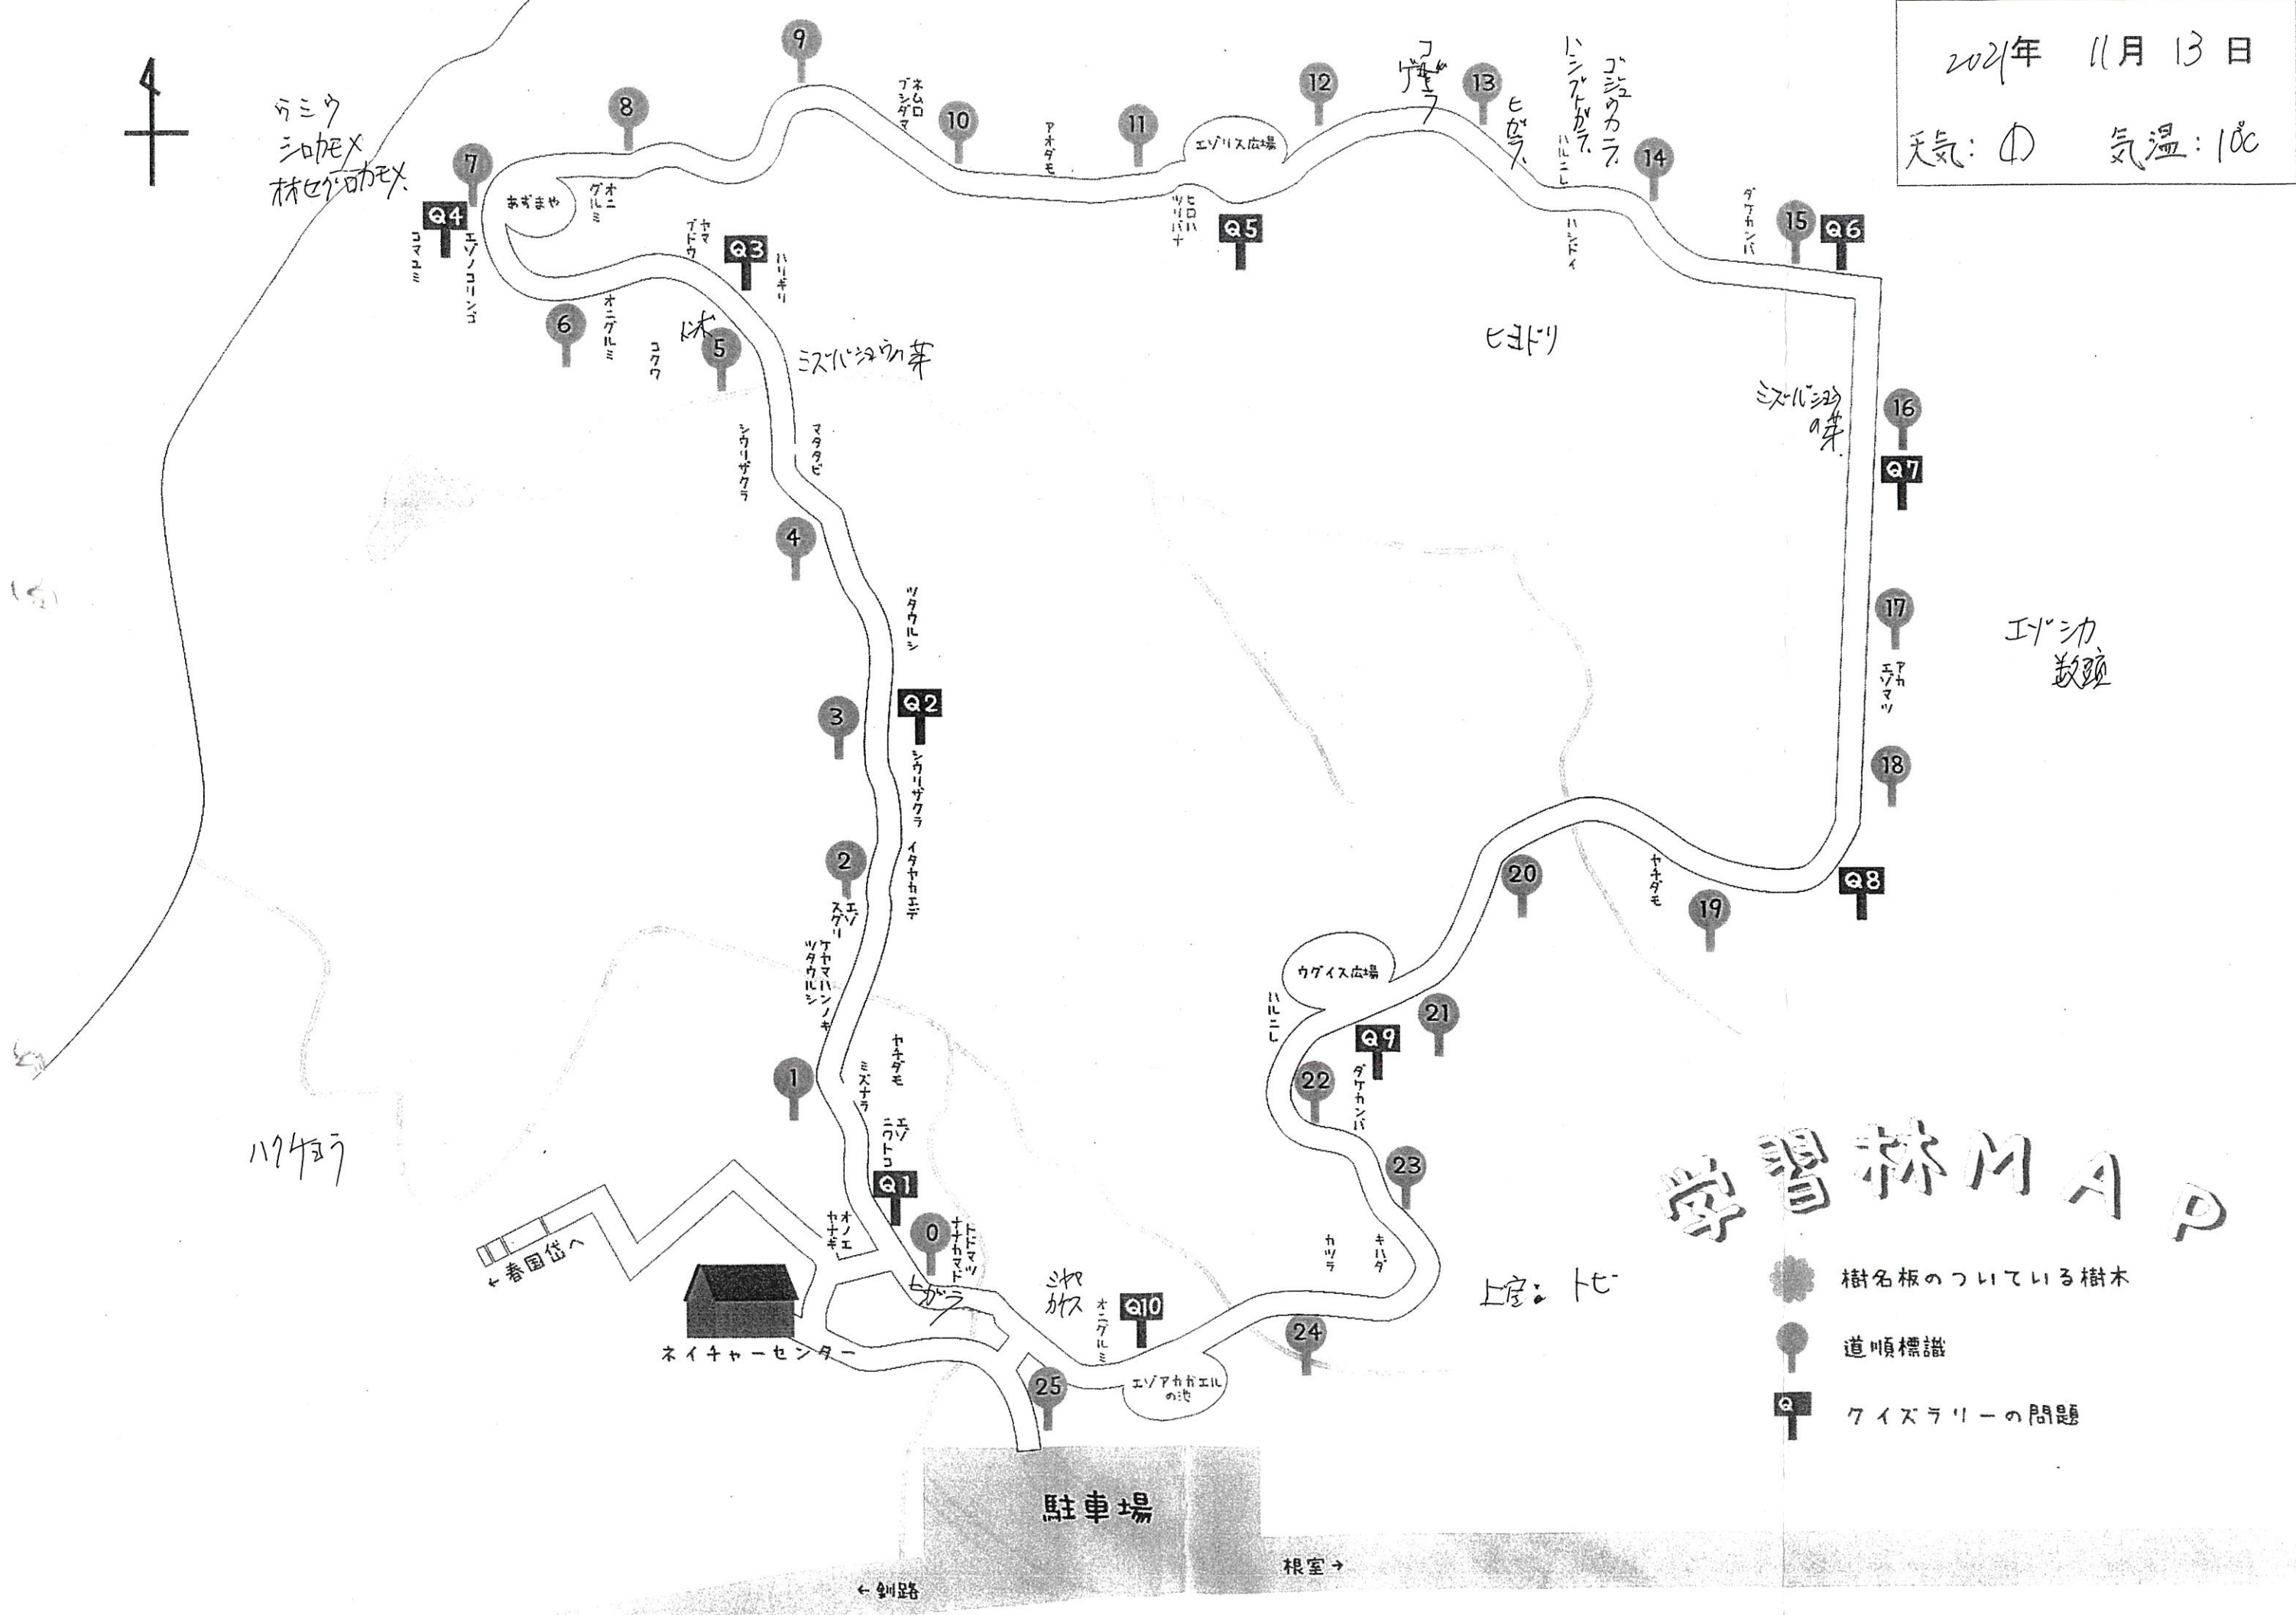 2021年 11月 13日
天気: 気温: 10℃
ウミウ
シロカモメ
オオセグロカモメ
9
8
7
Q4
コマユミ
エゾノコリンゴ
あずまや
オニ
グルミ
ネムロ
ブシダマ
10
アオダモ
11
エゾリス広場
ヒロハ
ツリバナ
Q5
12
コゲラ
13
ヒガラ
ハシブトガラ
ゴジュウカラ
ハルニレ
ハシドイ
14
ダケカンバ
15
Q6
ヤマ
ブドウ
Q3
ハリギリ
6
オニグルミ
コクワ
5
ミズバショウの芽
ヒヨドリ
ミズバショウ
の芽
16
Q7
シウリザクラ
マタタビ
4
ツタウルシ
17
アカ
エゾマツ
エゾシカ
数頭
3
Q2
シウリザクラ
18
2
イタヤカエデ
エゾ
スグリ
20
ヤチダモ
19
Q8
ケヤマハンノキ
ツタウルシ
ウグイス広場
21
ハルニレ
Q9
1
ヤチダモ
ミズナラ
22
ダケカンバ
エゾ
ニワトコ
ハクチョウ
23
学習林MAP
Q1
0
トドマツ
ナナカマド
オノエ
ヤナギ
←春国岱へ
カツラ
キハダ
樹名板のついている樹木
ヒガラ
ミヤマ
カケス
オニグルミ
Q10
上空: トビ
24
道順標識
ネイチャーセンター
25
エゾアカガエル
の池
Q
クイズラリーの問題
駐車場
根室→
←釧路